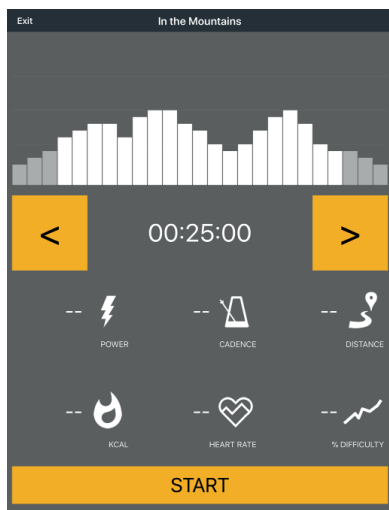 Exit In the Mountains
< 00:25:00 >
-- -- --
POWER CADENCE DISTANCE
-- -- --
KCAL HEART RATE % DIFFICULTY
START